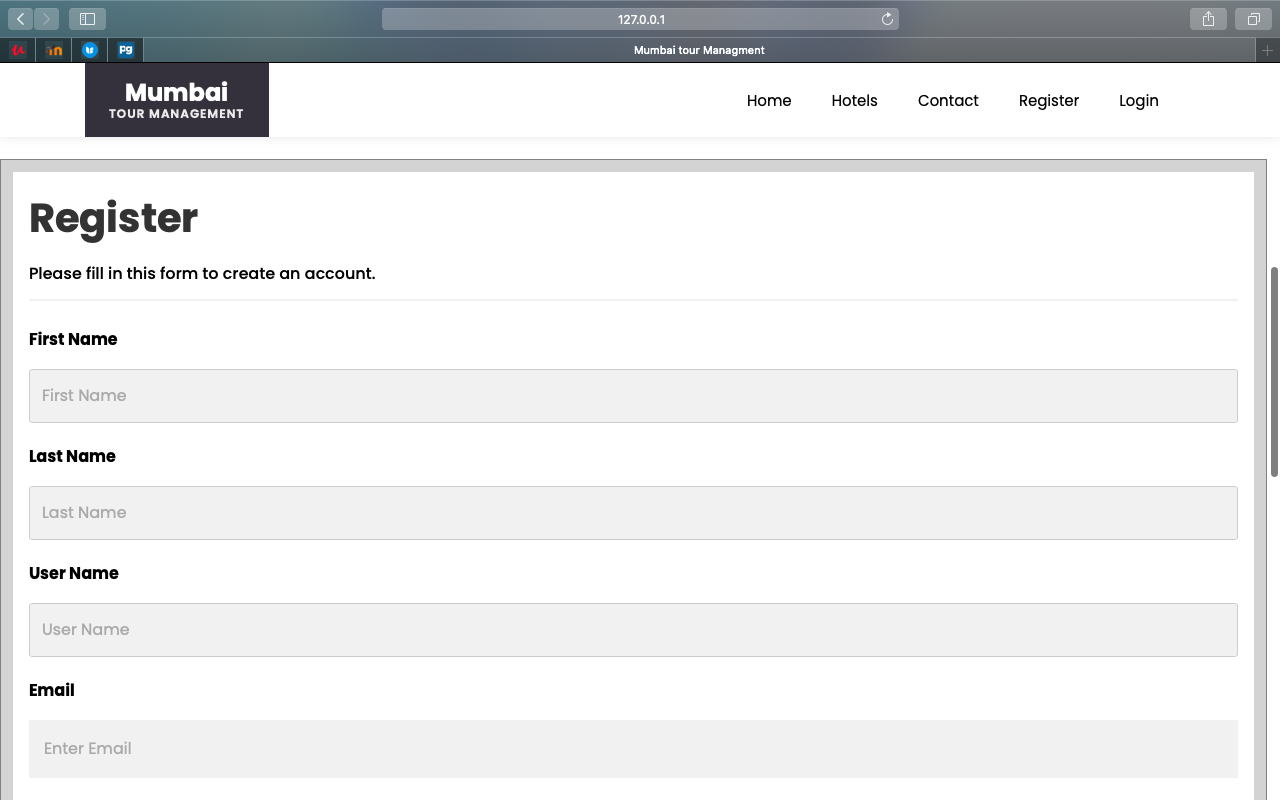 127.0.0.1
in
pg
Mumbai tour Managment
Mumbai
TOUR MANAGEMENT
Home
Hotels
Contact
Register
Login
Register
Please fill in this form to create an account.
First Name
First Name
Last Name
Last Name
User Name
User Name
Email
Enter Email